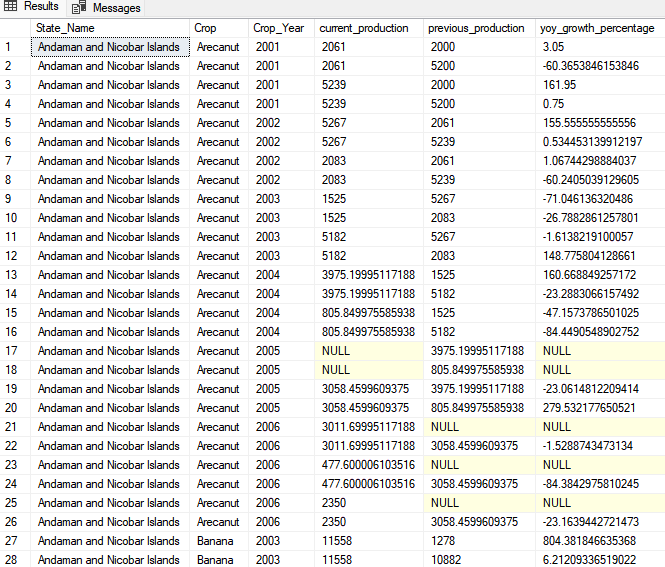 Results Messages
State_Name Crop Crop_Year current_production previous_production yoy_growth_percentage
1 Andaman and Nicobar Islands Arecanut 2001 2061 2000 3.05
2 Andaman and Nicobar Islands Arecanut 2001 2061 5200 -60.3653846153846
3 Andaman and Nicobar Islands Arecanut 2001 5239 2000 161.95
4 Andaman and Nicobar Islands Arecanut 2001 5239 5200 0.75
5 Andaman and Nicobar Islands Arecanut 2002 5267 2061 155.555555555556
6 Andaman and Nicobar Islands Arecanut 2002 5267 5239 0.534453139912197
7 Andaman and Nicobar Islands Arecanut 2002 2083 2061 1.06744298884037
8 Andaman and Nicobar Islands Arecanut 2002 2083 5239 -60.2405039129605
9 Andaman and Nicobar Islands Arecanut 2003 1525 5267 -71.046136320486
10 Andaman and Nicobar Islands Arecanut 2003 1525 2083 -26.7882861257801
11 Andaman and Nicobar Islands Arecanut 2003 5182 5267 -1.6138219100057
12 Andaman and Nicobar Islands Arecanut 2003 5182 2083 148.775804128661
13 Andaman and Nicobar Islands Arecanut 2004 3975.19995117188 1525 160.668849257172
14 Andaman and Nicobar Islands Arecanut 2004 3975.19995117188 5182 -23.2883066157492
15 Andaman and Nicobar Islands Arecanut 2004 805.849975585938 1525 -47.1573786501025
16 Andaman and Nicobar Islands Arecanut 2004 805.849975585938 5182 -84.4490548902752
17 Andaman and Nicobar Islands Arecanut 2005 NULL 3975.19995117188 NULL
18 Andaman and Nicobar Islands Arecanut 2005 NULL 805.849975585938 NULL
19 Andaman and Nicobar Islands Arecanut 2005 3058.4599609375 3975.19995117188 -23.0614812209414
20 Andaman and Nicobar Islands Arecanut 2005 3058.4599609375 805.849975585938 279.532177650521
21 Andaman and Nicobar Islands Arecanut 2006 3011.69995117188 NULL NULL
22 Andaman and Nicobar Islands Arecanut 2006 3011.69995117188 3058.4599609375 -1.5288743473134
23 Andaman and Nicobar Islands Arecanut 2006 477.600006103516 NULL NULL
24 Andaman and Nicobar Islands Arecanut 2006 477.600006103516 3058.4599609375 -84.3842975810245
25 Andaman and Nicobar Islands Arecanut 2006 2350 NULL NULL
26 Andaman and Nicobar Islands Arecanut 2006 2350 3058.4599609375 -23.1639442721473
27 Andaman and Nicobar Islands Banana 2003 11558 1278 804.381846635368
28 Andaman and Nicobar Islands Banana 2003 11558 10882 6.21209336519022